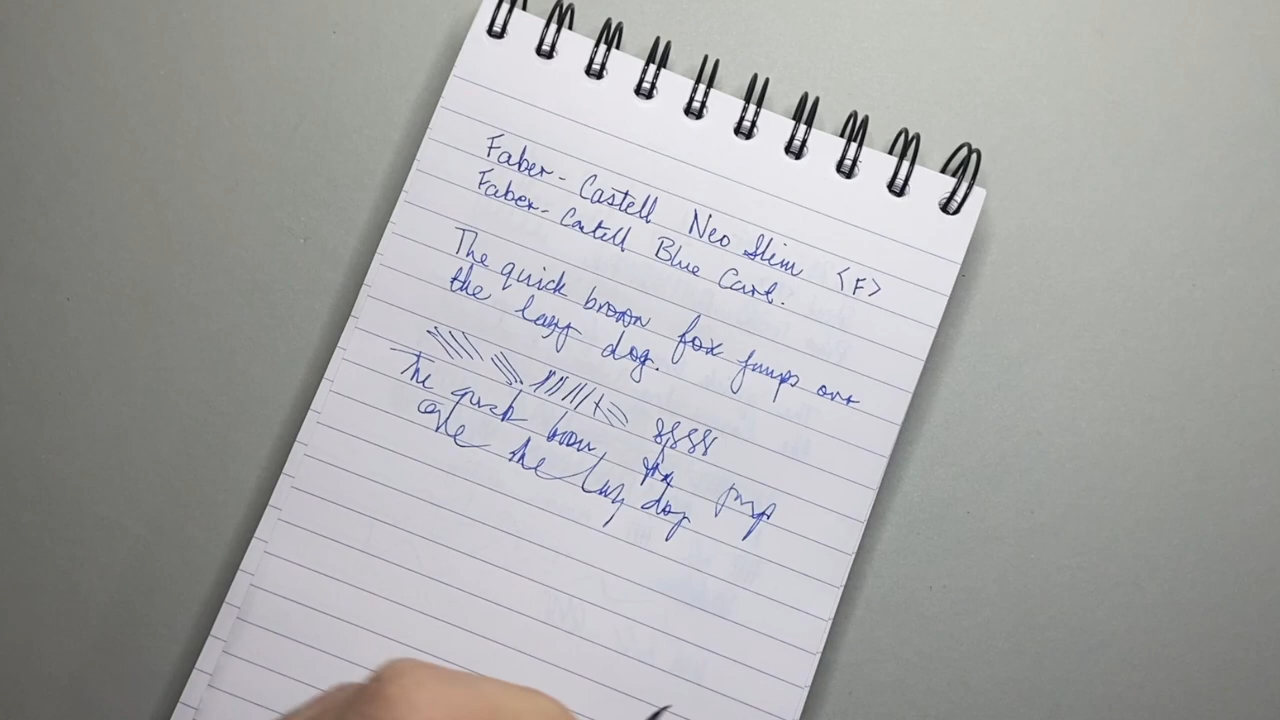 Faber-Castell Neo Slim <F>
Faber-Castell Blue Cart.
The quick brown fox jumps over
the lazy dog.
The quick brown fox jump
over the lazy dog